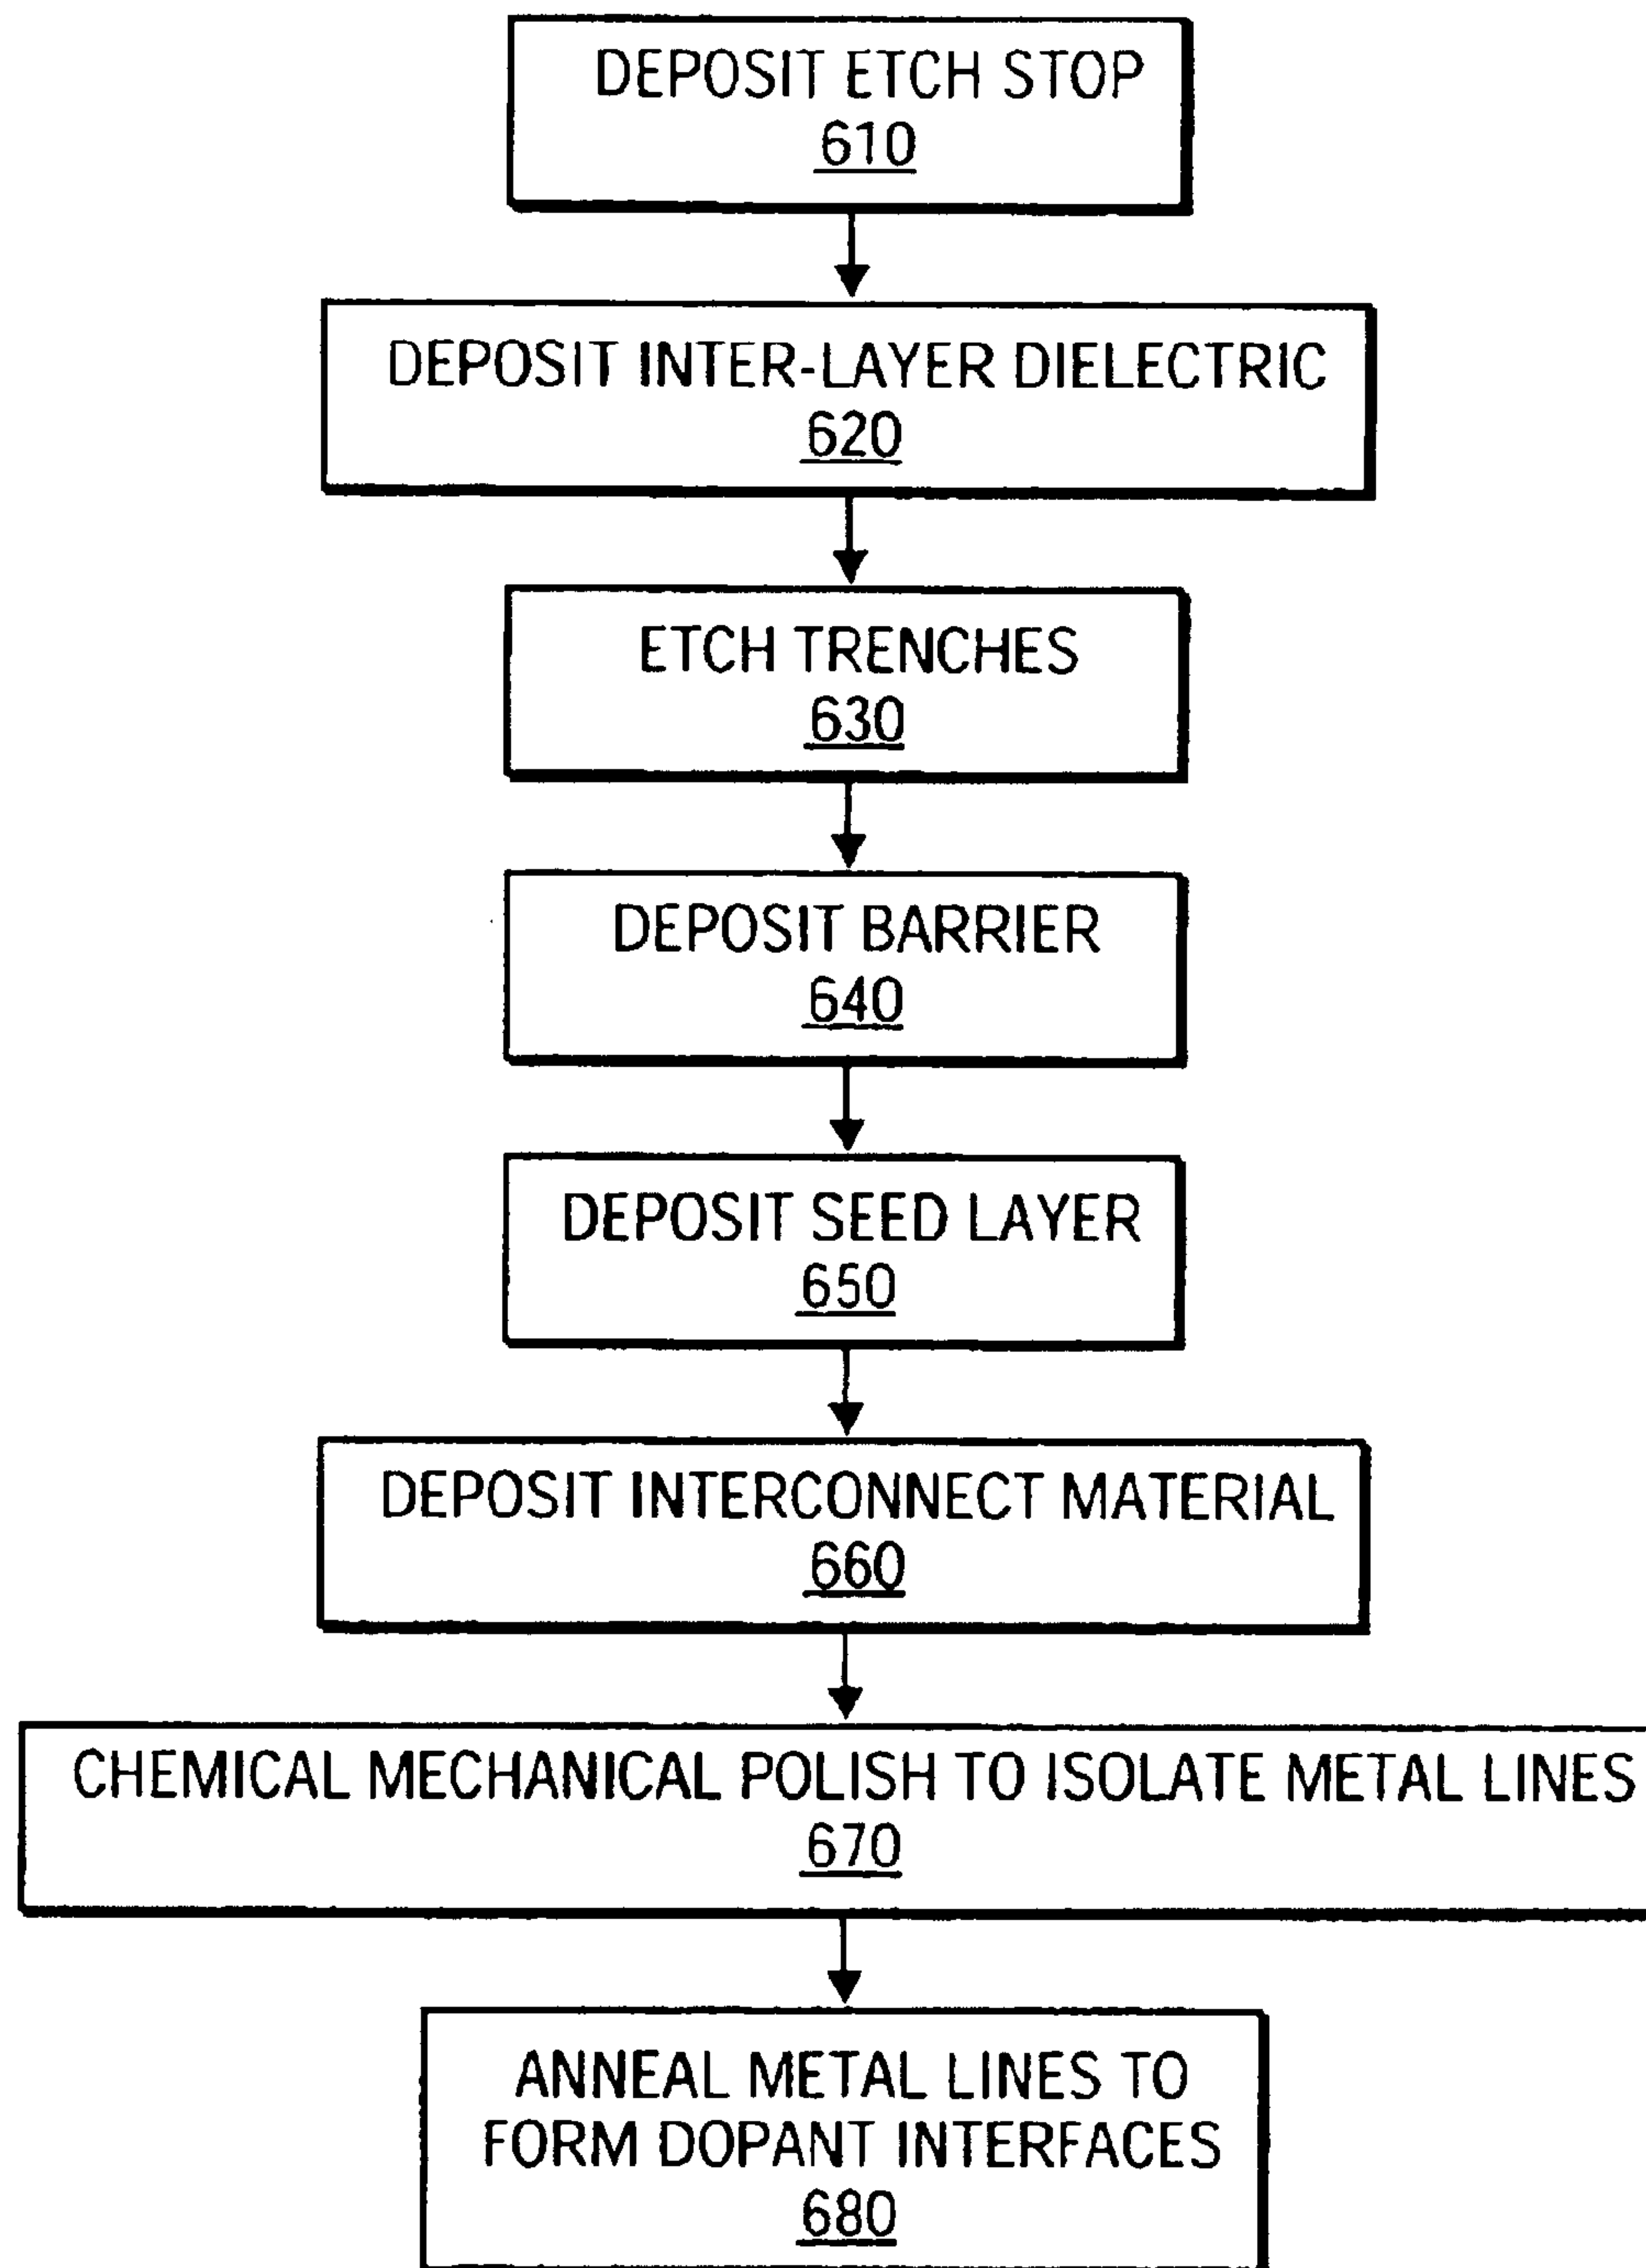 DEPOSIT ETCH STOP
610
DEPOSIT INTER-LAYER DIELECTRIC
620
ETCH TRENCHES
630
DEPOSIT BARRIER
640
DEPOSIT SEED LAYER
650
DEPOSIT INTERCONNECT MATERIAL
660
CHEMICAL MECHANICAL POLISH TO ISOLATE METAL LINES
670
ANNEAL METAL LINES TO
FORM DOPANT INTERFACES
680